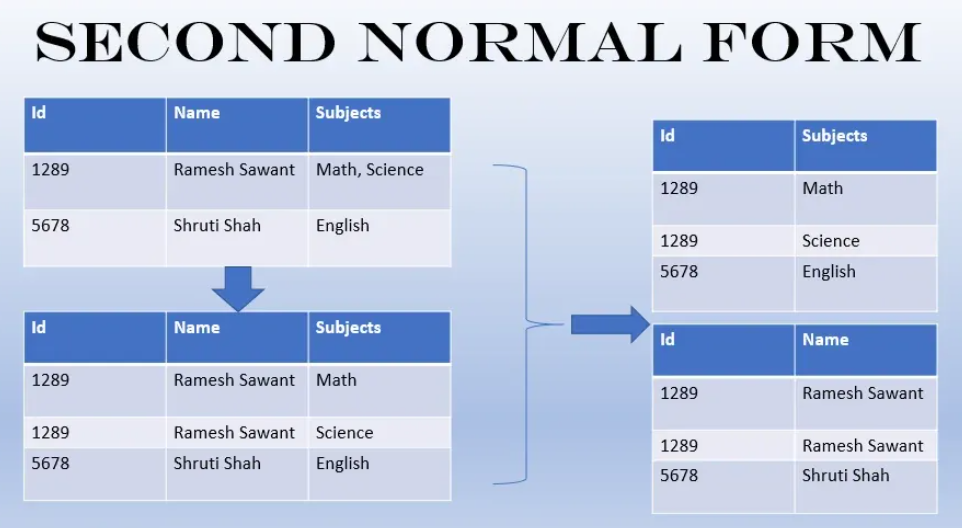 SECOND NORMAL FORM
Id Name Subjects
1289 Ramesh Sawant Math, Science
5678 Shruti Shah English
Id Name Subjects
1289 Ramesh Sawant Math
1289 Ramesh Sawant Science
5678 Shruti Shah English
Id Subjects
1289 Math
1289 Science
5678 English
Id Name
1289 Ramesh Sawant
1289 Ramesh Sawant
5678 Shruti Shah